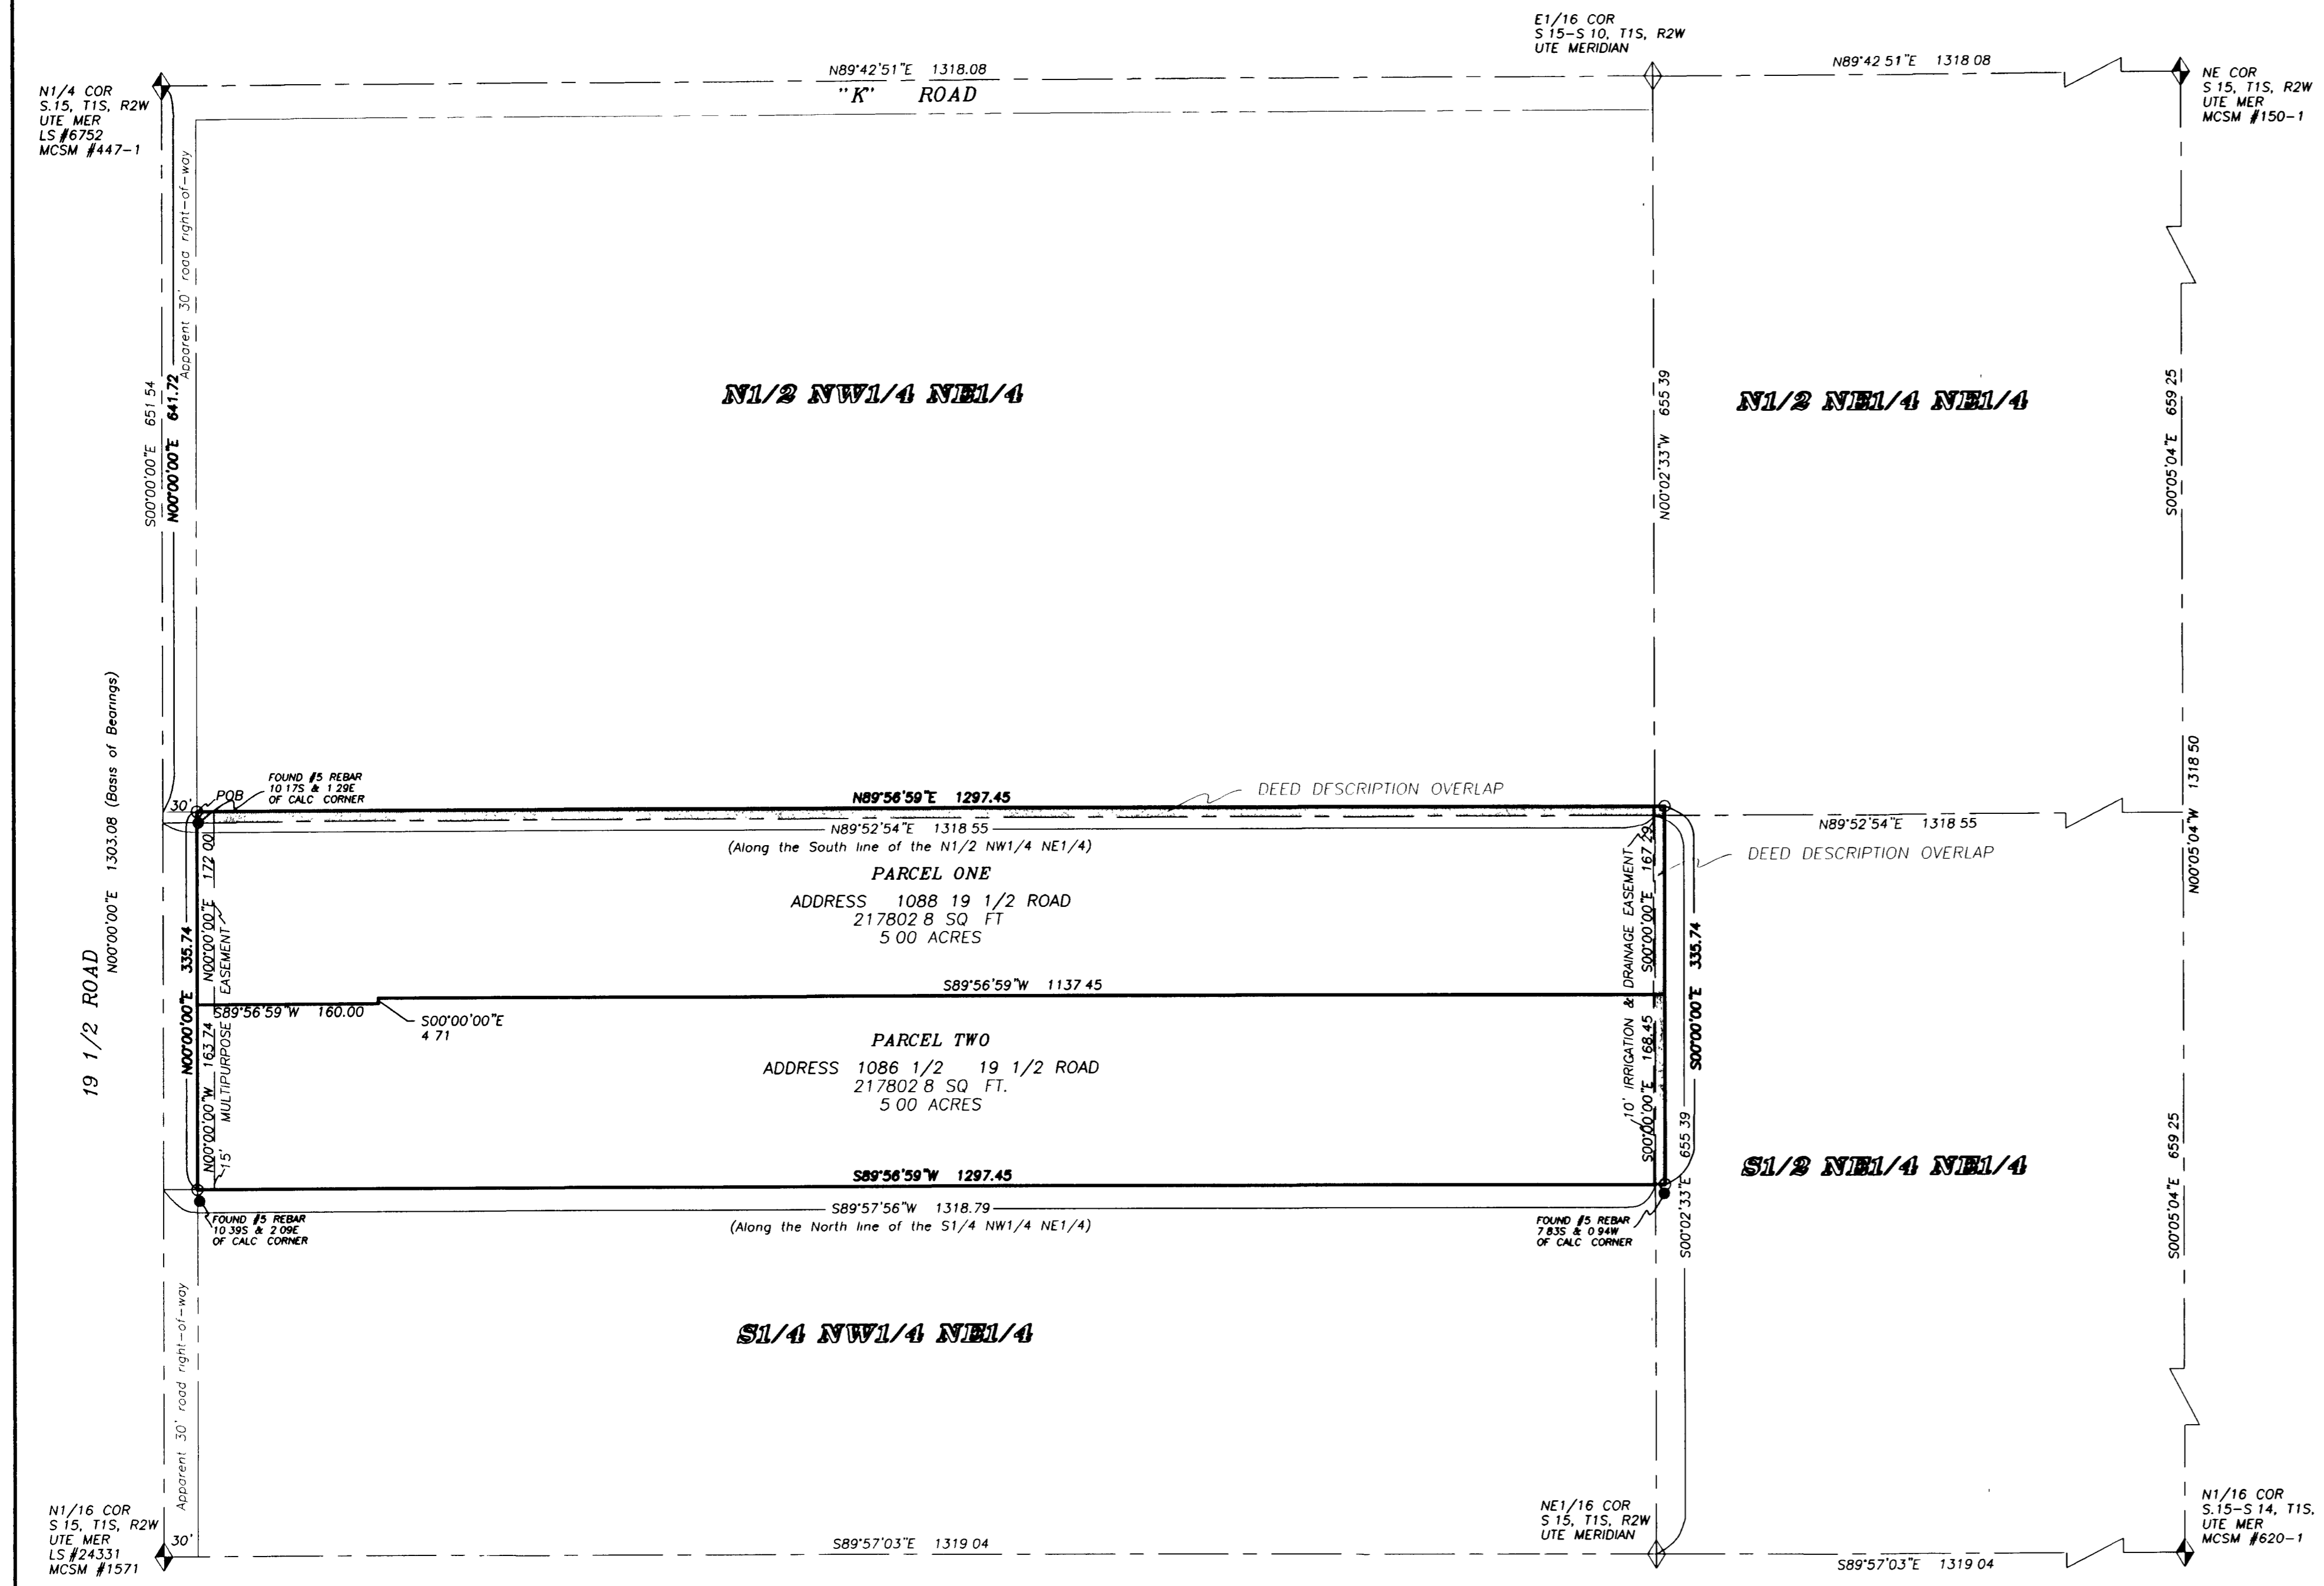 E1/16 COR
S 15-S 10, T1S, R2W
UTE MERIDIAN
N89°42'51"E 1318.08
"K" ROAD
N89°42 51"E 1318 08
N1/4 COR
S.15, T1S, R2W
UTE MER
LS #6752
MCSM #447-1
NE COR
S 15, T1S, R2W
UTE MER
MCSM #150-1
Apparent 30' road right-of-way
S00°00'00"E 651 54
N00°00'00"E 641.72
N1/2 NW1/4 NE1/4
N00°02'33"W 655 39
N1/2 NE1/4 NE1/4
S00°05'04"E 659 25
19 1/2 ROAD
N00°00'00"E 1303.08 (Basis of Bearings)
30'
POB
FOUND #5 REBAR
10 17S & 1 29E
OF CALC CORNER
N89°56'59"E 1297.45
DEED DESCRIPTION OVERLAP
N89°52'54"E 1318 55
(Along the South line of the N1/2 NW1/4 NE1/4)
N89°52'54"E 1318 55
DEED DESCRIPTION OVERLAP
N00°05'04"W 1318 50
PARCEL ONE
ADDRESS 1088 19 1/2 ROAD
217802 8 SQ FT
5 00 ACRES
N00°00'00"E 335.74
N00°00'00"E 172 00
15' MULTIPURPOSE EASEMENT
N00°00'00"W 163 74
10' IRRIGATION & DRAINAGE EASEMENT
S00°00'00"E 167 29
S00°00'00"E 168.45
S00°00'00"E 335.74
S89°56'59"W 1137 45
S89°56'59"W 160.00
S00°00'00"E
4 71
PARCEL TWO
ADDRESS 1086 1/2 19 1/2 ROAD
217802 8 SQ FT.
5 00 ACRES
S89°56'59"W 1297.45
S89°57'56"W 1318.79
(Along the North line of the S1/4 NW1/4 NE1/4)
FOUND #5 REBAR
10 39S & 2 09E
OF CALC CORNER
FOUND #5 REBAR
7 83S & 0 94W
OF CALC CORNER
S00°02'33"E 655 39
S1/2 NE1/4 NE1/4
S00°05'04"E 659 25
S1/4 NW1/4 NE1/4
Apparent 30' road right-of-way
N1/16 COR
S 15, T1S, R2W
UTE MER
LS #24331
MCSM #1571
30'
S89°57'03"E 1319 04
NE1/16 COR
S 15, T1S, R2W
UTE MERIDIAN
S89°57'03"E 1319 04
N1/16 COR
S.15-S 14, T1S,
UTE MER
MCSM #620-1